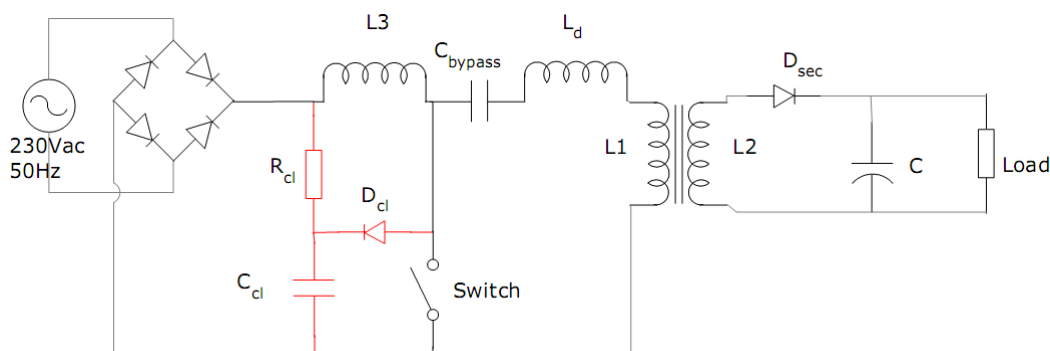 L3
L_d
C_bypass
D_sec
230Vac
50Hz
R_cl
L1
L2
C
Load
D_cl
C_cl
Switch